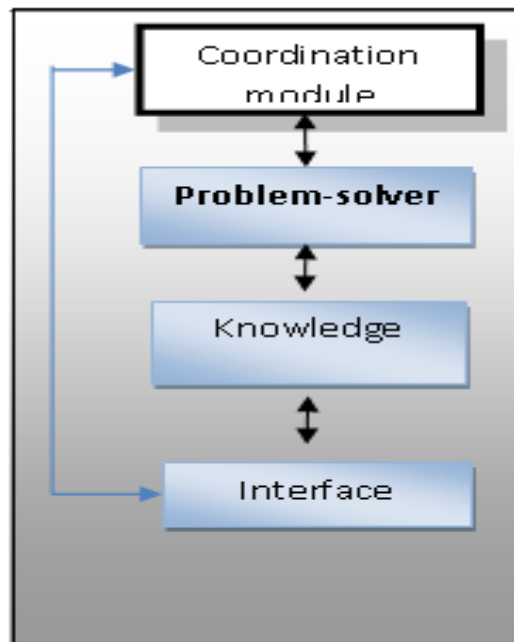 Coordination
module
Problem-solver
Knowledge
Interface